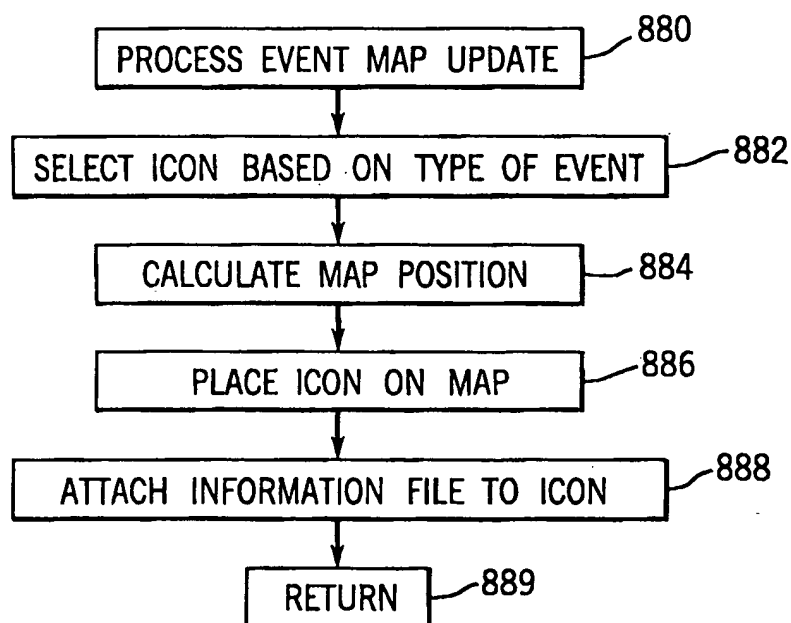 880
PROCESS EVENT MAP UPDATE
882
SELECT ICON BASED ON TYPE OF EVENT
884
CALCULATE MAP POSITION
886
PLACE ICON ON MAP
888
ATTACH INFORMATION FILE TO ICON
889
RETURN